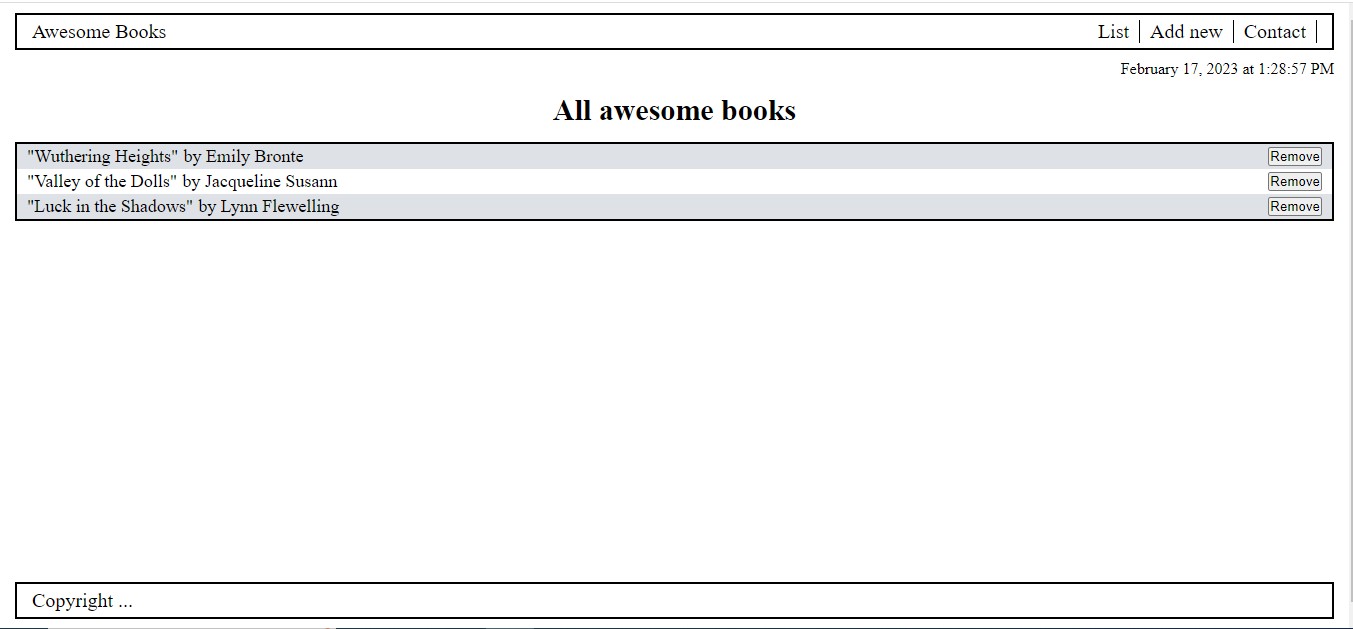 Awesome Books List Add new Contact
February 17, 2023 at 1:28:57 PM
All awesome books
"Wuthering Heights" by Emily Bronte Remove
"Valley of the Dolls" by Jacqueline Susann Remove
"Luck in the Shadows" by Lynn Flewelling Remove
Copyright ...